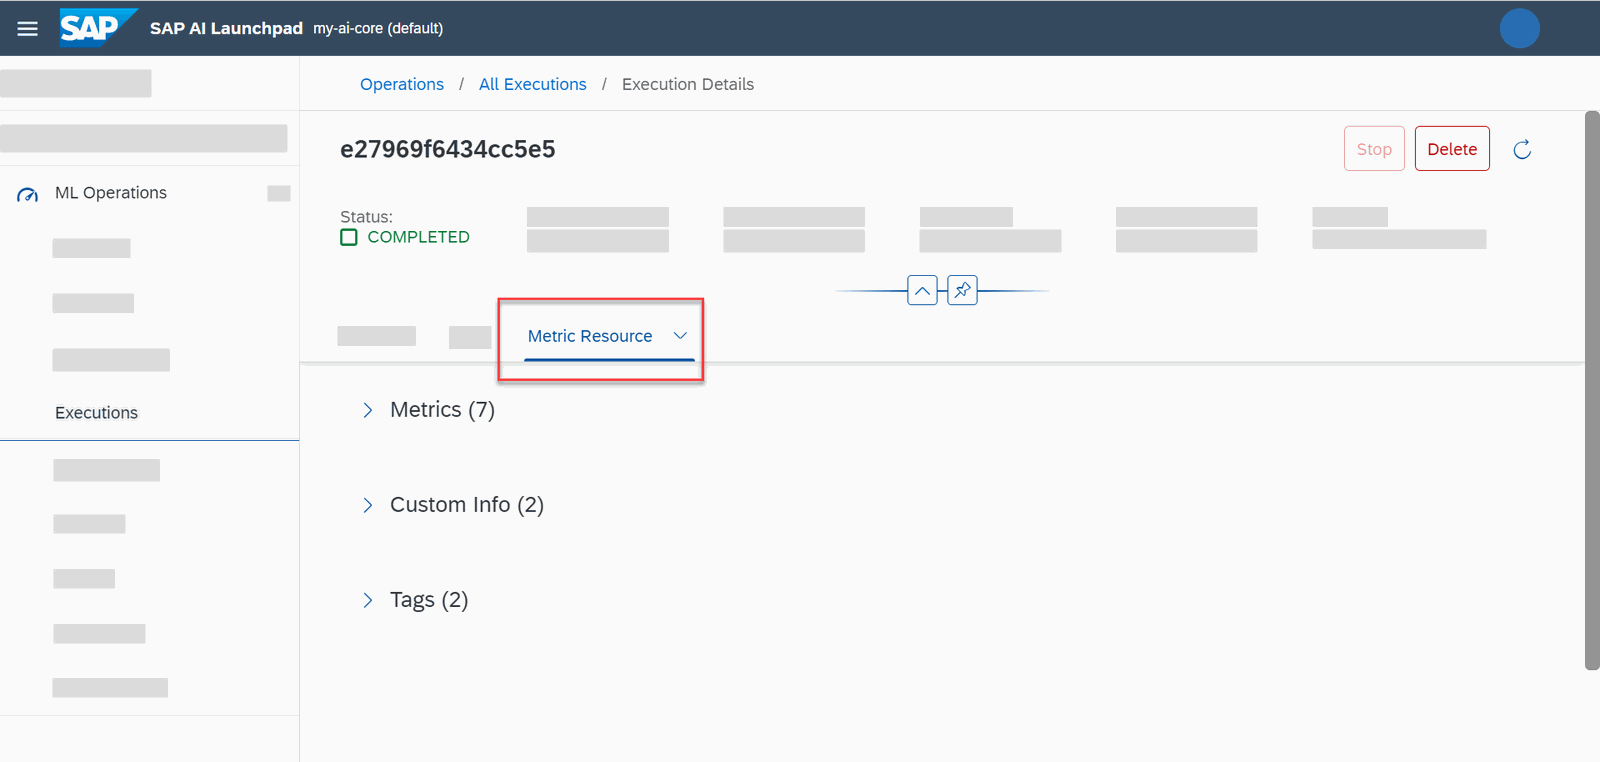 SAP SAP AI Launchpad my-ai-core (default)
Operations / All Executions / Execution Details
e27969f6434cc5e5
Stop
Delete
ML Operations
Executions
Status:
COMPLETED
Metric Resource
Metrics (7)
Custom Info (2)
Tags (2)